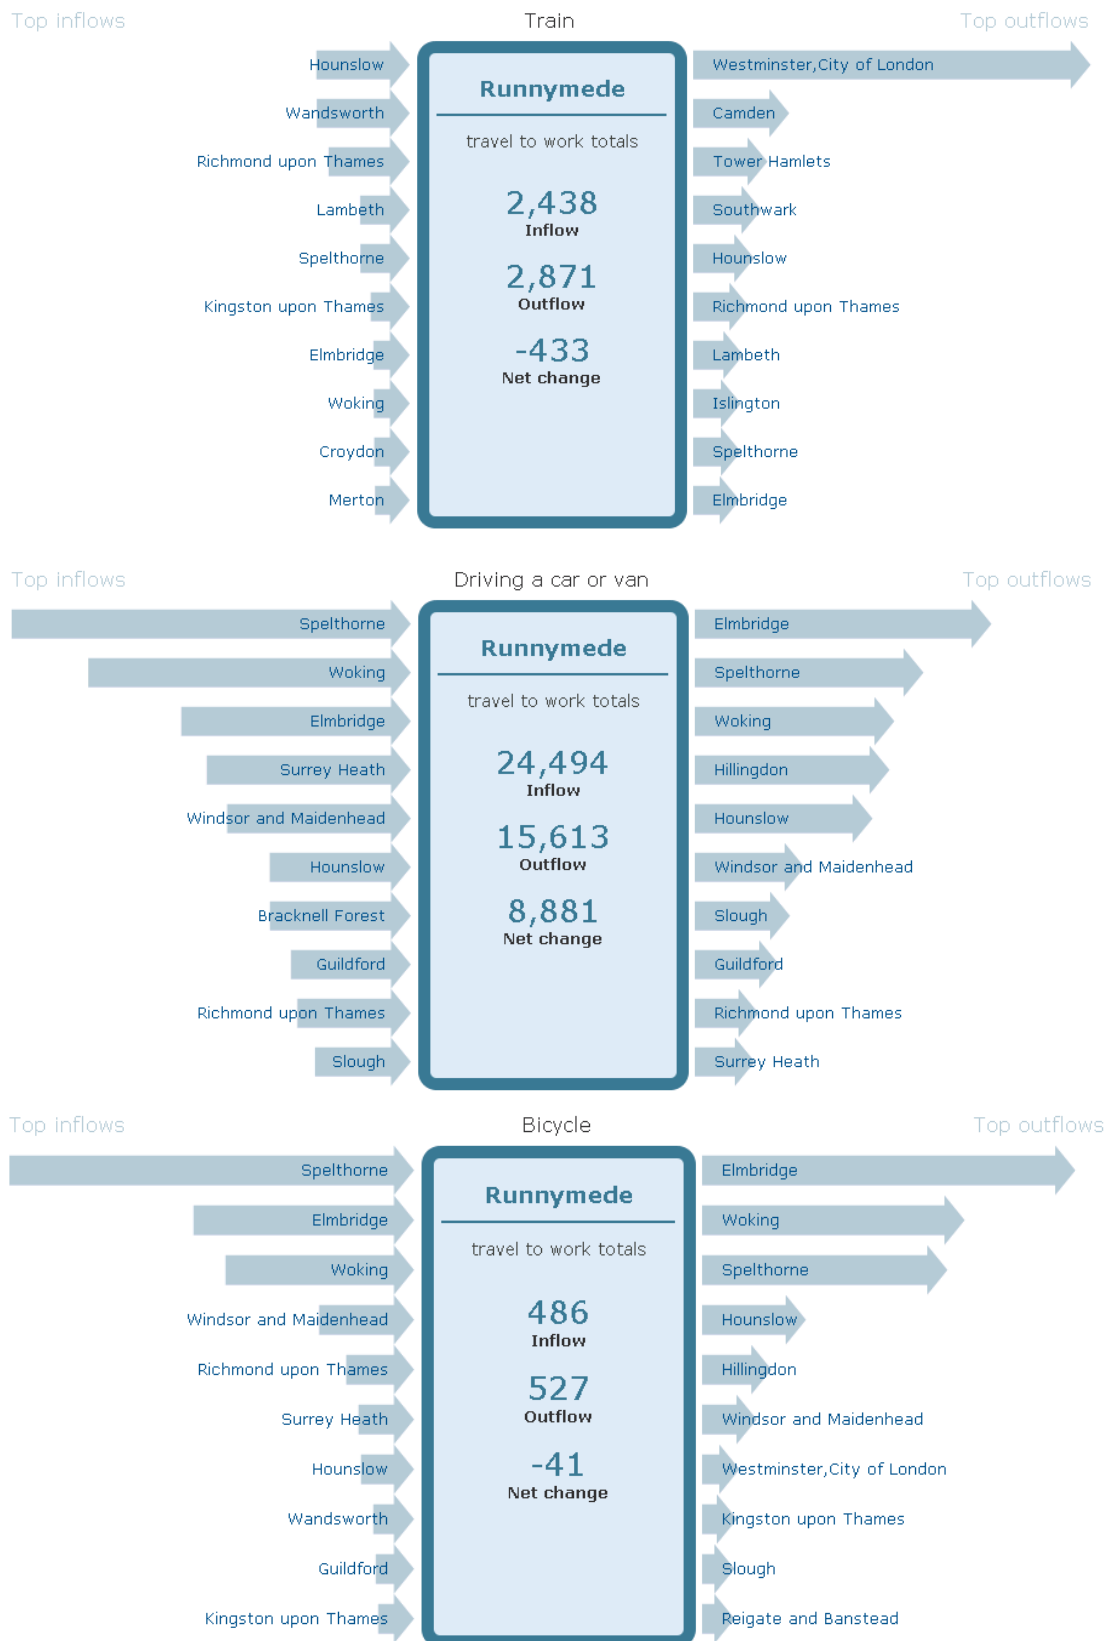 Top inflows Train Top outflows
Hounslow Westminster,City of London
Runnymede
Wandsworth Camden
travel to work totals
Richmond upon Thames Tower Hamlets
2,438
Lambeth Southwark
Inflow
Spelthorne Hounslow
2,871
Outflow
Kingston upon Thames Richmond upon Thames
-433
Elmbridge Lambeth
Net change
Woking Islington
Croydon Spelthorne
Merton Elmbridge
Top inflows Driving a car or van Top outflows
Spelthorne Elmbridge
Runnymede
Woking Spelthorne
travel to work totals
Elmbridge Woking
24,494
Surrey Heath Hillingdon
Inflow
Windsor and Maidenhead Hounslow
15,613
Outflow
Hounslow Windsor and Maidenhead
8,881
Bracknell Forest Slough
Net change
Guildford Guildford
Richmond upon Thames Richmond upon Thames
Slough Surrey Heath
Top inflows Bicycle Top outflows
Spelthorne Elmbridge
Runnymede
Elmbridge Woking
travel to work totals
Woking Spelthorne
486
Windsor and Maidenhead Hounslow
Inflow
Richmond upon Thames Hillingdon
527
Outflow
Surrey Heath Windsor and Maidenhead
-41
Hounslow Westminster,City of London
Net change
Wandsworth Kingston upon Thames
Guildford Slough
Kingston upon Thames Reigate and Banstead